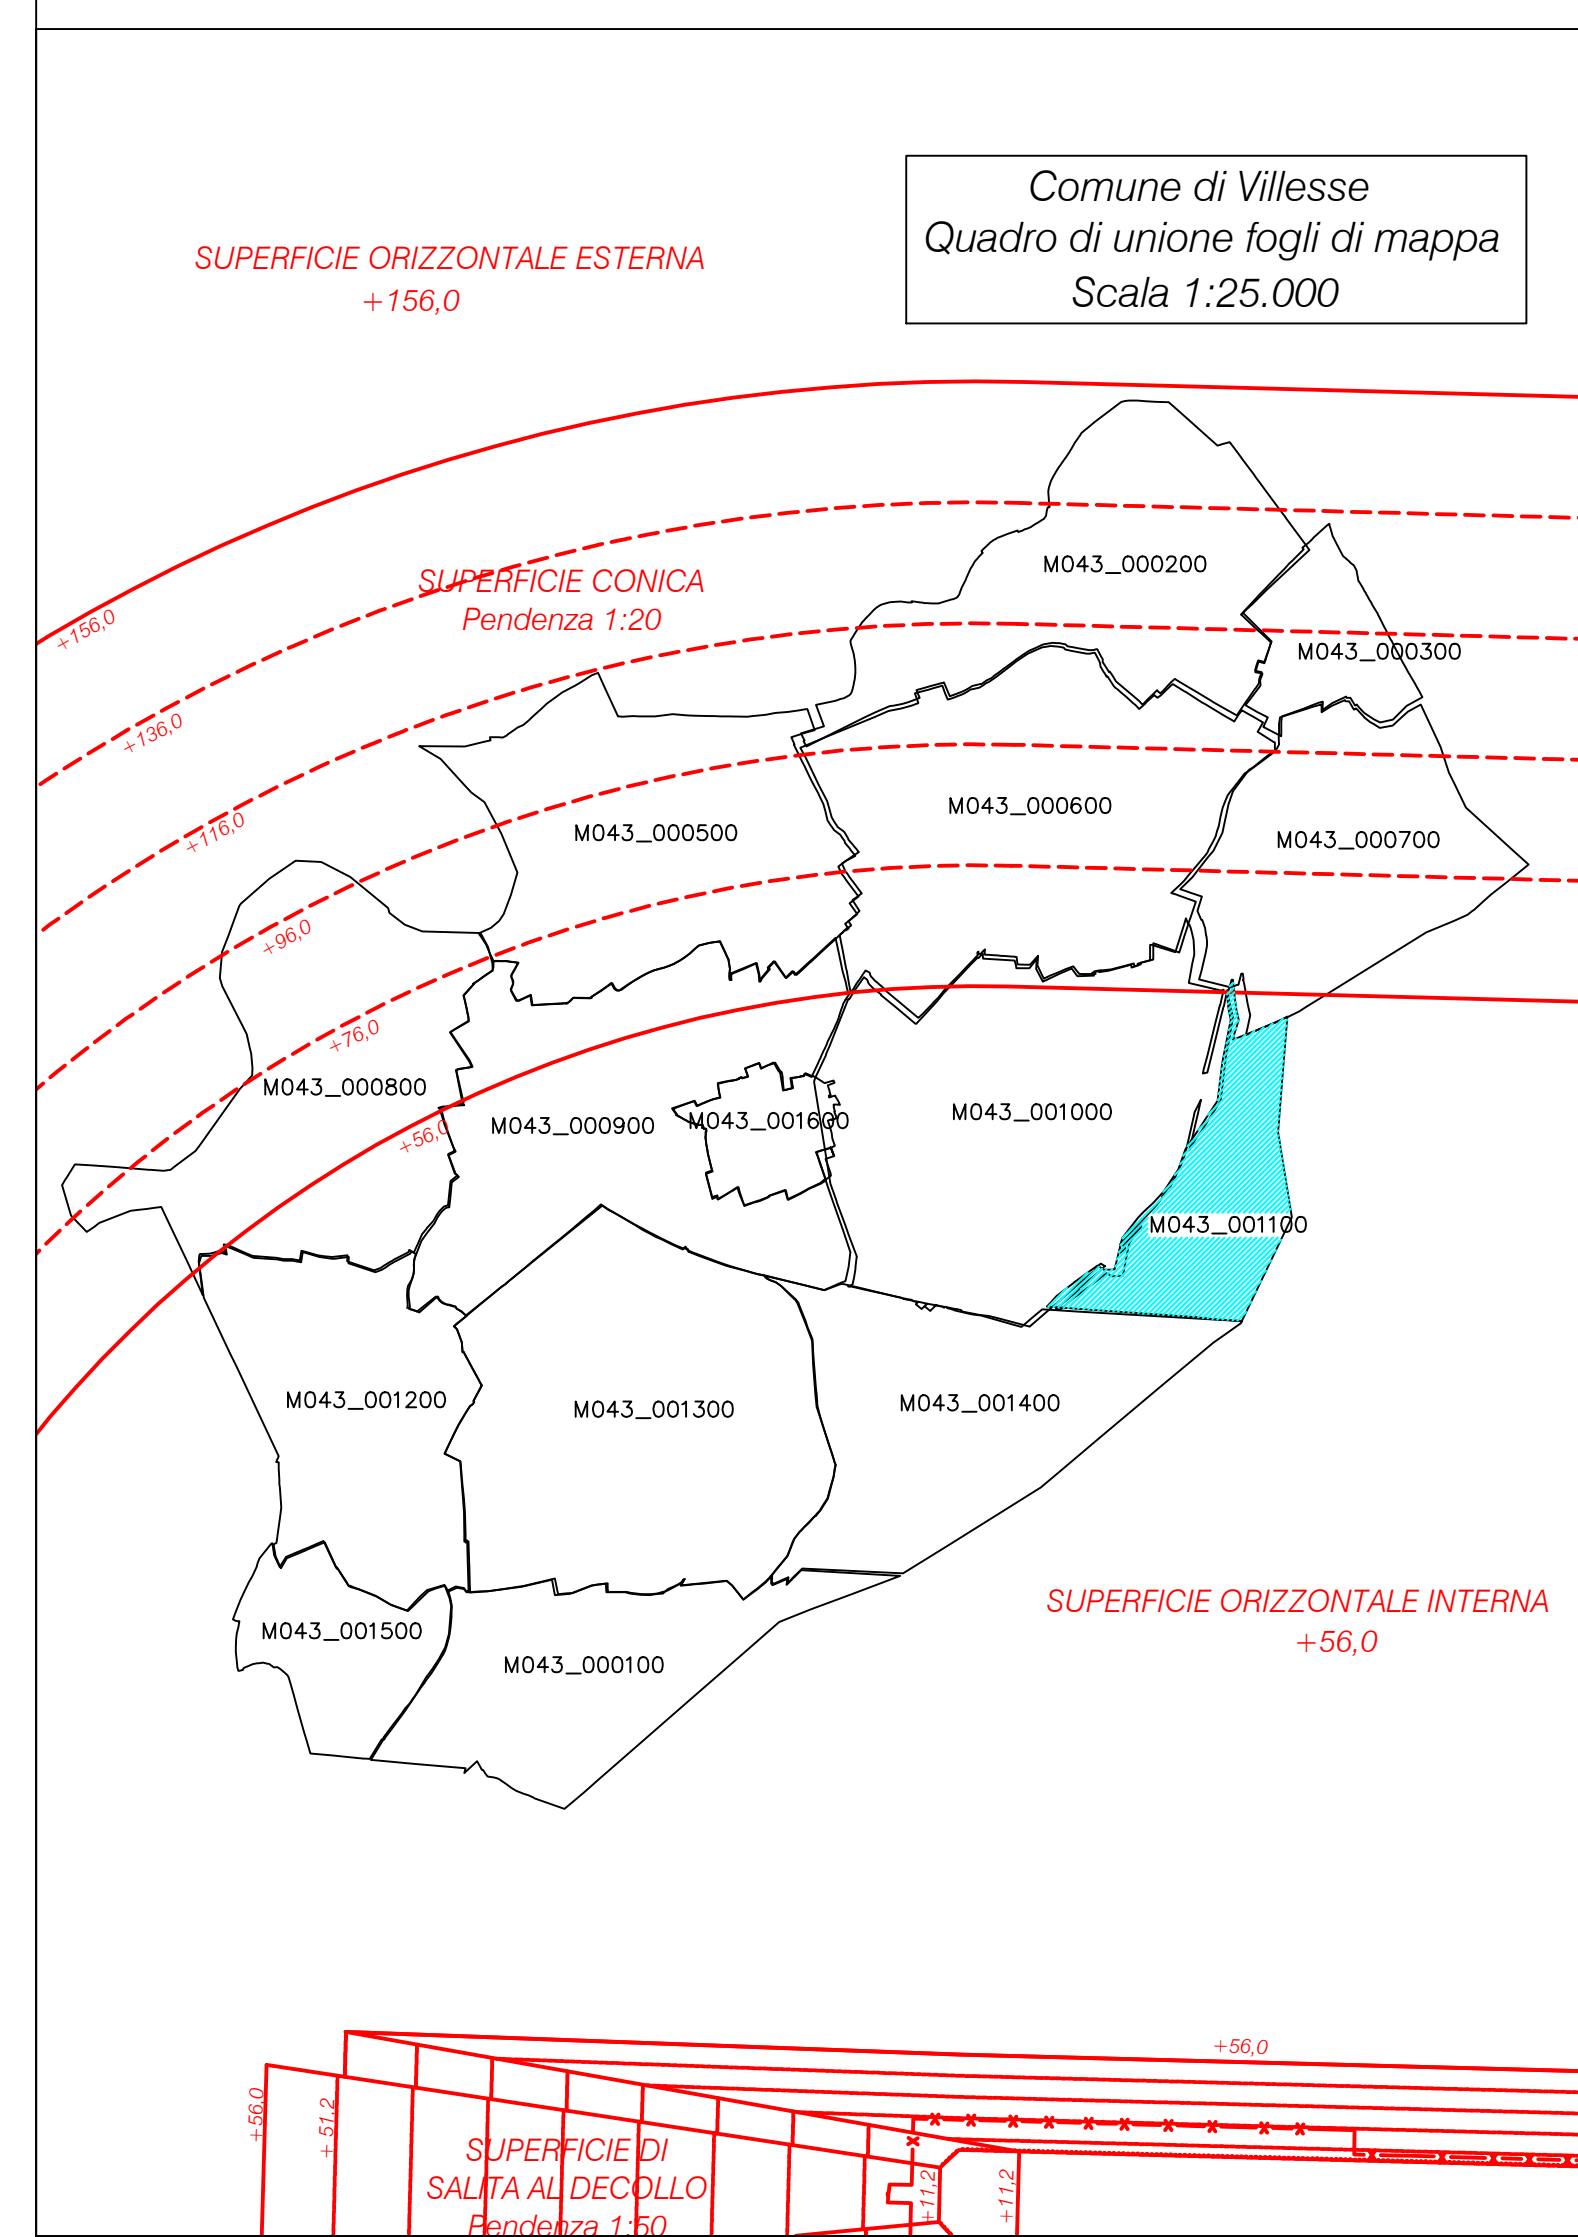 Comune di Villesse
Quadro di unione fogli di mappa
Scala 1:25.000
SUPERFICIE ORIZZONTALE ESTERNA
+156,0
SUPERFICIE CONICA
Pendenza 1:20
+156,0
+136,0
+116,0
+96,0
+76,0
+56,0
M043_000200
M043_000300
M043_000600
M043_000500
M043_000700
M043_000800
M043_000900
M043_001600
M043_001000
M043_001100
M043_001200
M043_001300
M043_001400
M043_001500
M043_000100
SUPERFICIE ORIZZONTALE INTERNA
+56,0
+56,0
+56,0
+ 51,2
SUPERFICIE DI
SALITA AL DECOLLO
Pendenza 1:50
+11,2
+11,2